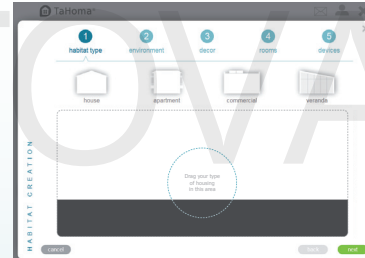 TaHoma
1 2 3 4 5
habitat type environment decor rooms devices
house apartment commercial veranda
Drag your type
of housing
in this area
HABITAT CREATION
cancel next